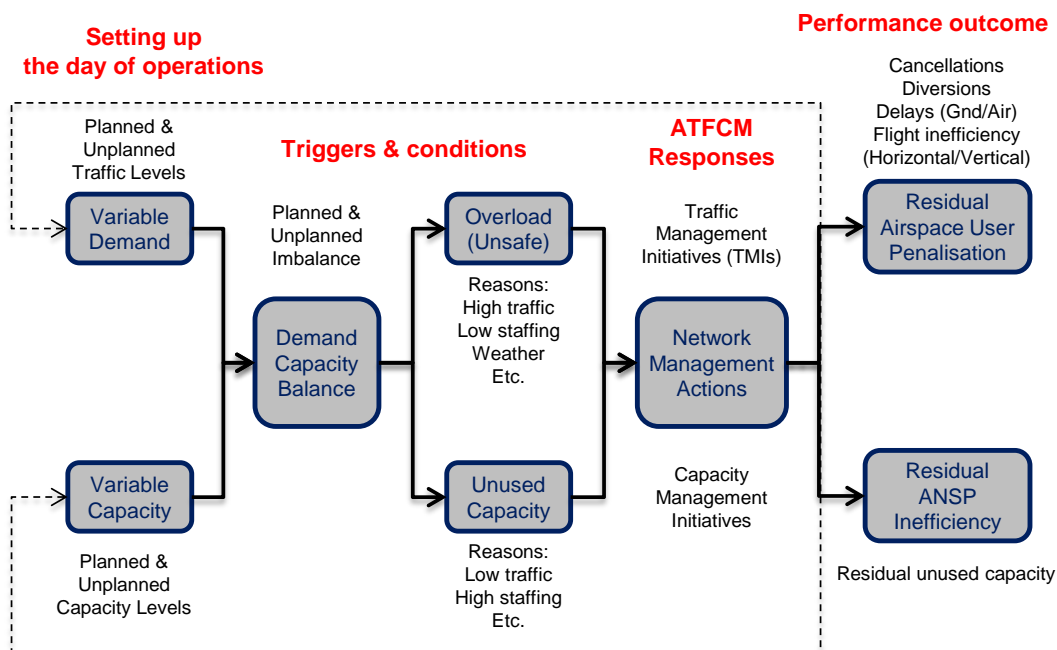 Setting up
the day of operations
Planned &
Unplanned
Traffic Levels
Variable
Demand
Variable
Capacity
Planned &
Unplanned
Capacity Levels
Triggers & conditions
Planned &
Unplanned
Imbalance
Demand
Capacity
Balance
Overload
(Unsafe)
Reasons:
High traffic
Low staffing
Weather
Etc.
Unused
Capacity
Reasons:
Low traffic
High staffing
Etc.
ATFCM
Responses
Traffic
Management
Initiatives (TMIs)
Network
Management
Actions
Capacity
Management
Initiatives
Performance outcome
Cancellations
Diversions
Delays (Gnd/Air)
Flight inefficiency
(Horizontal/Vertical)
Residual
Airspace User
Penalisation
Residual
ANSP
Inefficiency
Residual unused capacity